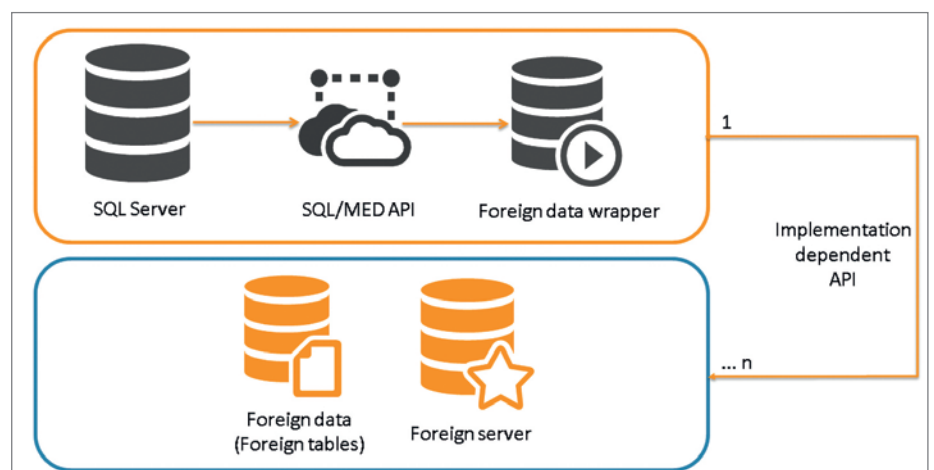 SQL Server
SQL/MED API
Foreign data wrapper
1
Implementation
dependent
API
... n
Foreign data
(Foreign tables)
Foreign server